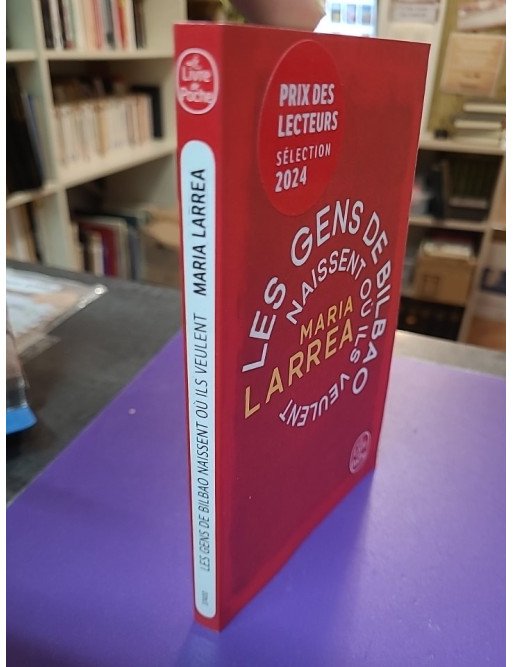 Le Livre de Poche
LES GENS DE BILBAO NAISSENT OÙ ILS VEULENT MARIA LARREA
PRIX DES
LECTEURS
SÉLECTION
2024
LES GENS DE BILBAO
NAISSENT OÙ ILS VEULENT
MARIA
LARREA